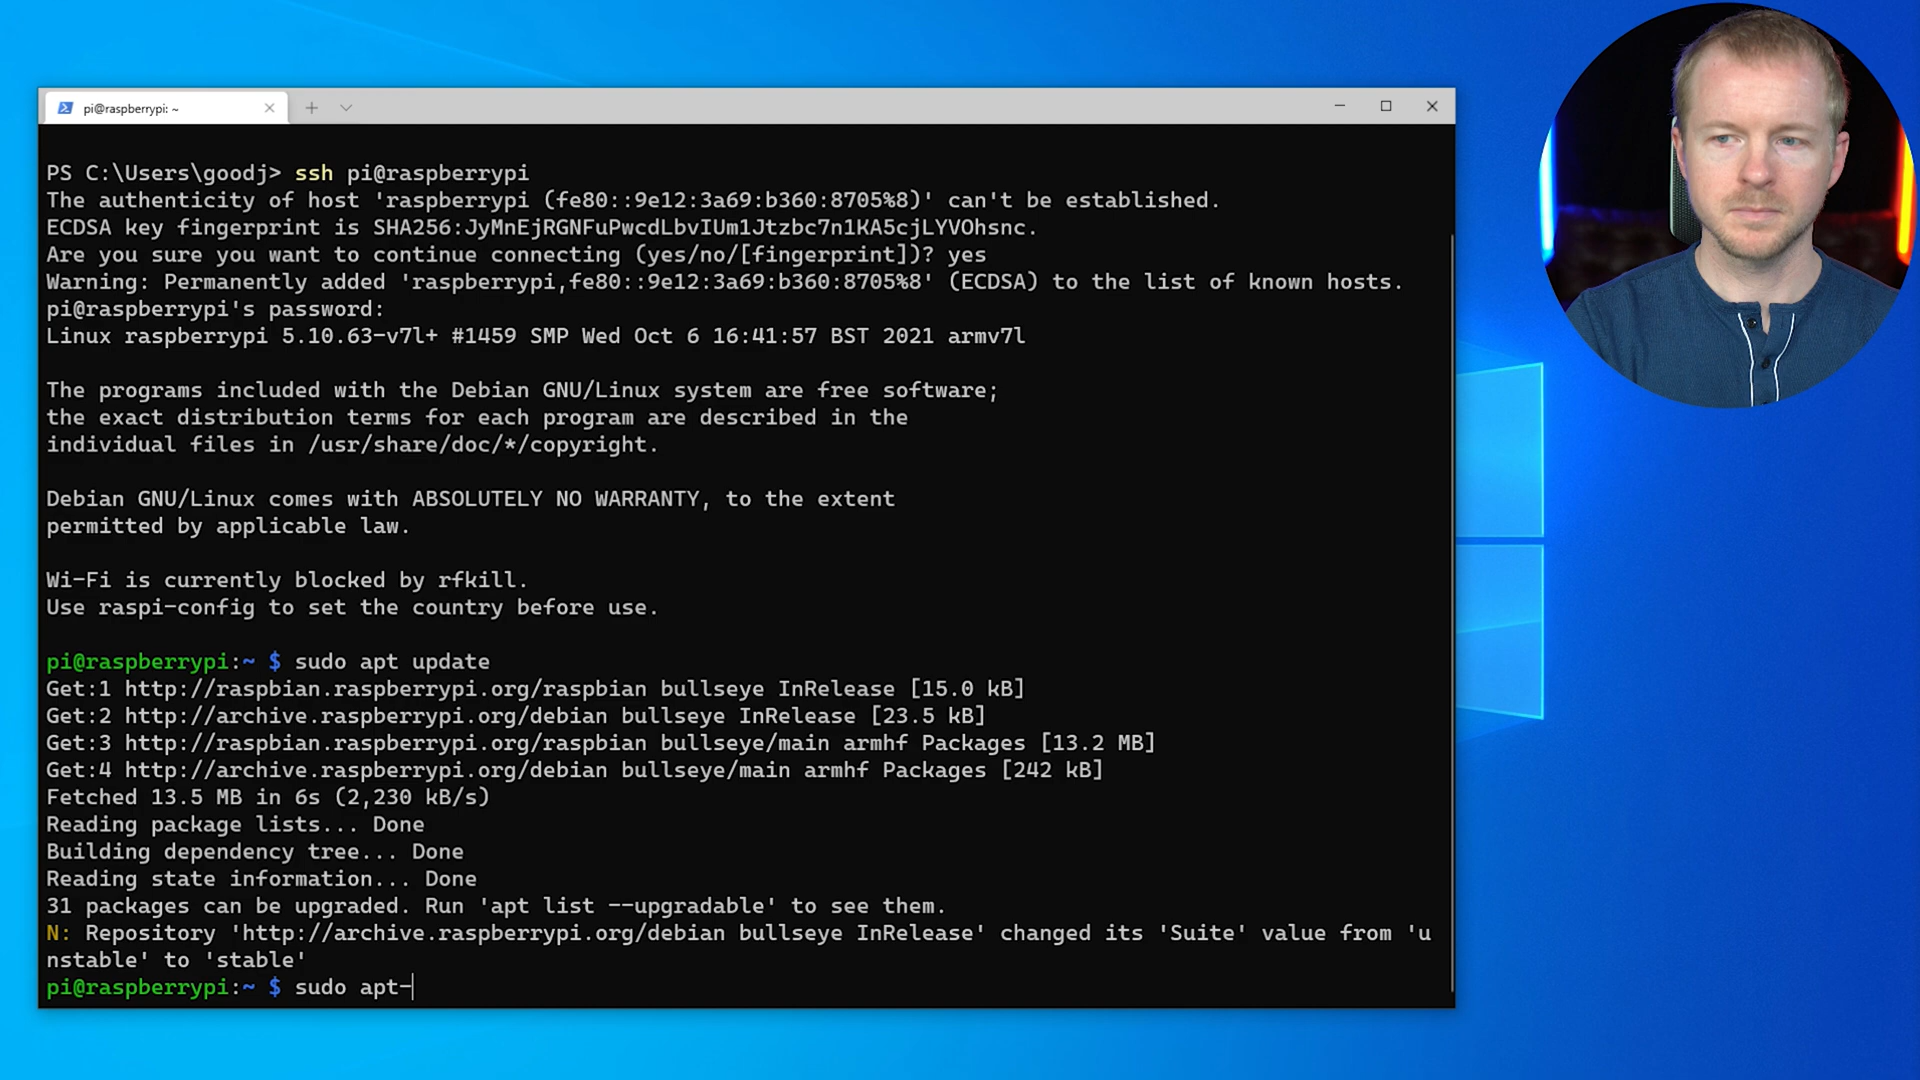 pi@raspberrypi: ~
PS C:\Users\goodj> ssh pi@raspberrypi
The authenticity of host 'raspberrypi (fe80::9e12:3a69:b360:8705%8)' can't be established.
ECDSA key fingerprint is SHA256:JyMnEjRGNFuPwcdLbvIUm1Jtzbc7n1KA5cjLYVOhsnc.
Are you sure you want to continue connecting (yes/no/[fingerprint])? yes
Warning: Permanently added 'raspberrypi,fe80::9e12:3a69:b360:8705%8' (ECDSA) to the list of known hosts.
pi@raspberrypi's password:
Linux raspberrypi 5.10.63-v7l+ #1459 SMP Wed Oct 6 16:41:57 BST 2021 armv7l
The programs included with the Debian GNU/Linux system are free software;
the exact distribution terms for each program are described in the
individual files in /usr/share/doc/*/copyright.
Debian GNU/Linux comes with ABSOLUTELY NO WARRANTY, to the extent
permitted by applicable law.
Wi-Fi is currently blocked by rfkill.
Use raspi-config to set the country before use.
pi@raspberrypi:~ $ sudo apt update
Get:1 http://raspbian.raspberrypi.org/raspbian bullseye InRelease [15.0 kB]
Get:2 http://archive.raspberrypi.org/debian bullseye InRelease [23.5 kB]
Get:3 http://raspbian.raspberrypi.org/raspbian bullseye/main armhf Packages [13.2 MB]
Get:4 http://archive.raspberrypi.org/debian bullseye/main armhf Packages [242 kB]
Fetched 13.5 MB in 6s (2,230 kB/s)
Reading package lists... Done
Building dependency tree... Done
Reading state information... Done
31 packages can be upgraded. Run 'apt list --upgradable' to see them.
N: Repository 'http://archive.raspberrypi.org/debian bullseye InRelease' changed its 'Suite' value from 'u
nstable' to 'stable'
pi@raspberrypi:~ $ sudo apt-